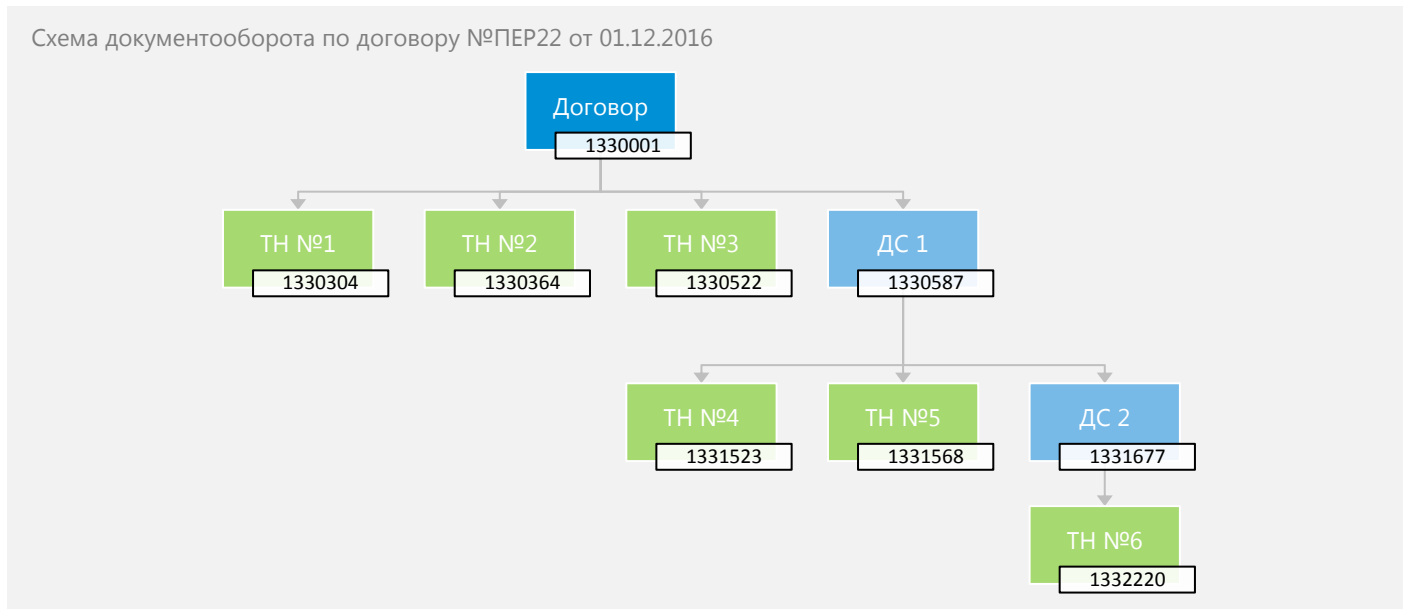 Схема документооборота по договору №ПЕР22 от 01.12.2016
Договор
1330001
ТН №1
1330304
ТН №2
1330364
ТН №3
1330522
ДС 1
1330587
ТН №4
1331523
ТН №5
1331568
ДС 2
1331677
ТН №6
1332220